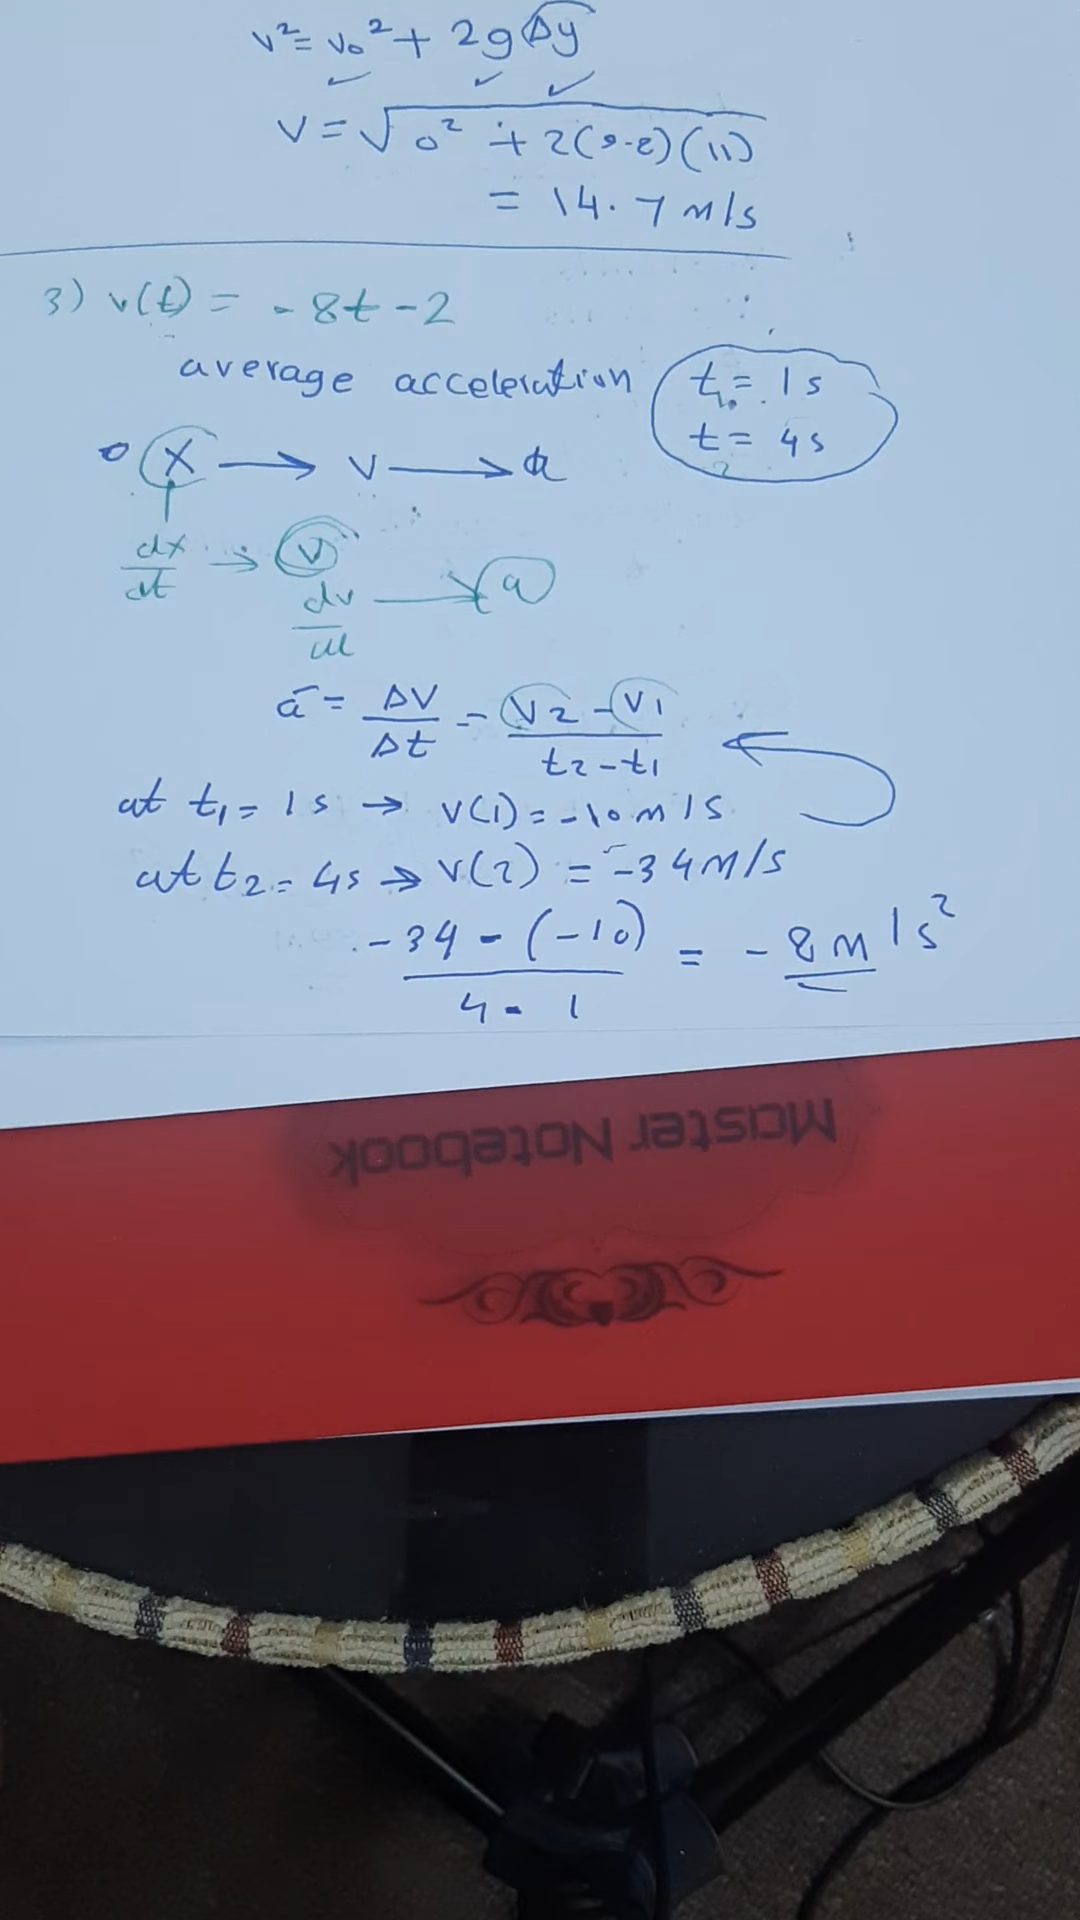 v² = v₀² + 2gΔy
v = √0² + 2(9.8)(11)
= 14.7 m/s
3) v(t) = -8t - 2
average acceleration
t₁ = 1s
t₂ = 4s
x → v → a
dx/dt → v
dv/dt → a
ā = Δv/Δt = v2 - v1/t2 - t1
at t₁ = 1s → v(1) = -10 m/s
at t₂ = 4s → v(2) = -34 m/s
-34 - (-10)/4 - 1 = -8 m/s²
Master Notebook